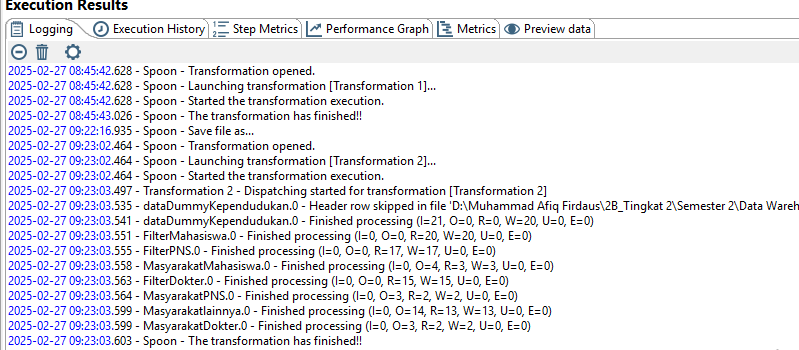 Execution Results
Logging Execution History Step Metrics Performance Graph Metrics Preview data
2025-02-27 08:45:42.628 - Spoon - Transformation opened.
2025-02-27 08:45:42.628 - Spoon - Launching transformation [Transformation 1]...
2025-02-27 08:45:42.628 - Spoon - Started the transformation execution.
2025-02-27 08:45:43.026 - Spoon - The transformation has finished!!
2025-02-27 09:22:16.935 - Spoon - Save file as...
2025-02-27 09:23:02.464 - Spoon - Transformation opened.
2025-02-27 09:23:02.464 - Spoon - Launching transformation [Transformation 2]...
2025-02-27 09:23:02.464 - Spoon - Started the transformation execution.
2025-02-27 09:23:03.497 - Transformation 2 - Dispatching started for transformation [Transformation 2]
2025-02-27 09:23:03.535 - dataDummyKependudukan.0 - Header row skipped in file 'D:\Muhammad Afiq Firdaus\2B_Tingkat 2\Semester 2\Data Wareh
2025-02-27 09:23:03.541 - dataDummyKependudukan.0 - Finished processing (I=21, O=0, R=0, W=20, U=0, E=0)
2025-02-27 09:23:03.551 - FilterMahasiswa.0 - Finished processing (I=0, O=0, R=20, W=20, U=0, E=0)
2025-02-27 09:23:03.555 - FilterPNS.0 - Finished processing (I=0, O=0, R=17, W=17, U=0, E=0)
2025-02-27 09:23:03.558 - MasyarakatMahasiswa.0 - Finished processing (I=0, O=4, R=3, W=3, U=0, E=0)
2025-02-27 09:23:03.563 - FilterDokter.0 - Finished processing (I=0, O=0, R=15, W=15, U=0, E=0)
2025-02-27 09:23:03.564 - MasyarakatPNS.0 - Finished processing (I=0, O=3, R=2, W=2, U=0, E=0)
2025-02-27 09:23:03.599 - Masyarakatlainnya.0 - Finished processing (I=0, O=14, R=13, W=13, U=0, E=0)
2025-02-27 09:23:03.599 - MasyarakatDokter.0 - Finished processing (I=0, O=3, R=2, W=2, U=0, E=0)
2025-02-27 09:23:03.603 - Spoon - The transformation has finished!!